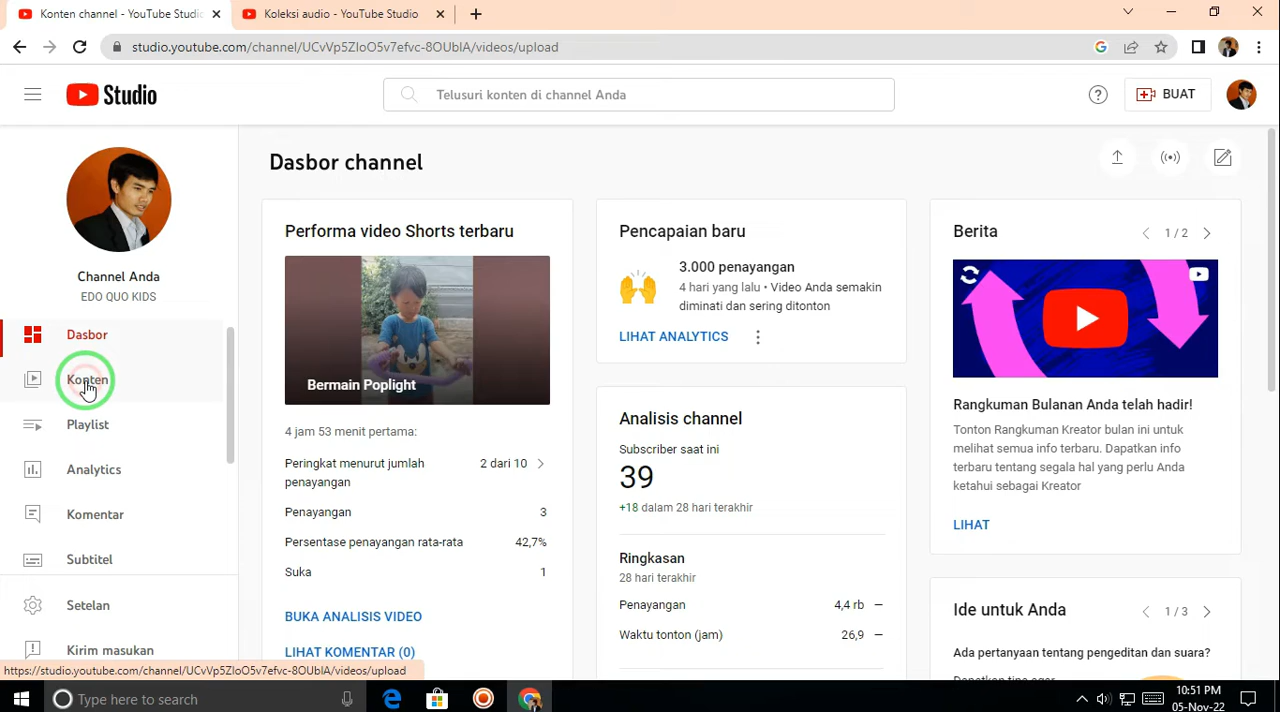 Konten channel - YouTube Studio
Koleksi audio - YouTube Studio
studio.youtube.com/channel/UCvVp5ZIoO5v7efvc-8OUbIA/videos/upload
Studio
Telusuri konten di channel Anda
BUAT
Channel Anda
EDO QUO KIDS
Dasbor
Konten
Playlist
Analytics
Komentar
Subtitel
Setelan
Kirim masukan
Dasbor channel
Performa video Shorts terbaru
Bermain Poplight
4 jam 53 menit pertama:
Peringkat menurut jumlah penayangan 2 dari 10
Penayangan 3
Persentase penayangan rata-rata 42,7%
Suka 1
BUKA ANALISIS VIDEO
LIHAT KOMENTAR (0)
Pencapaian baru
3.000 penayangan
4 hari yang lalu • Video Anda semakin
diminati dan sering ditonton
LIHAT ANALYTICS
Analisis channel
Subscriber saat ini
39
+18 dalam 28 hari terakhir
Ringkasan
28 hari terakhir
Penayangan 4,4 rb —
Waktu tonton (jam) 26,9 —
Berita 1 / 2
Rangkuman Bulanan Anda telah hadir!
Tonton Rangkuman Kreator bulan ini untuk
melihat semua info terbaru. Dapatkan info
terbaru tentang segala hal yang perlu Anda
ketahui sebagai Kreator
LIHAT
Ide untuk Anda 1 / 3
Ada pertanyaan tentang pengeditan dan suara?
https://studio.youtube.com/channel/UCvVp5ZIoO5v7efvc-8OUbIA/videos/upload
Type here to search
10:51 PM
05-Nov-22